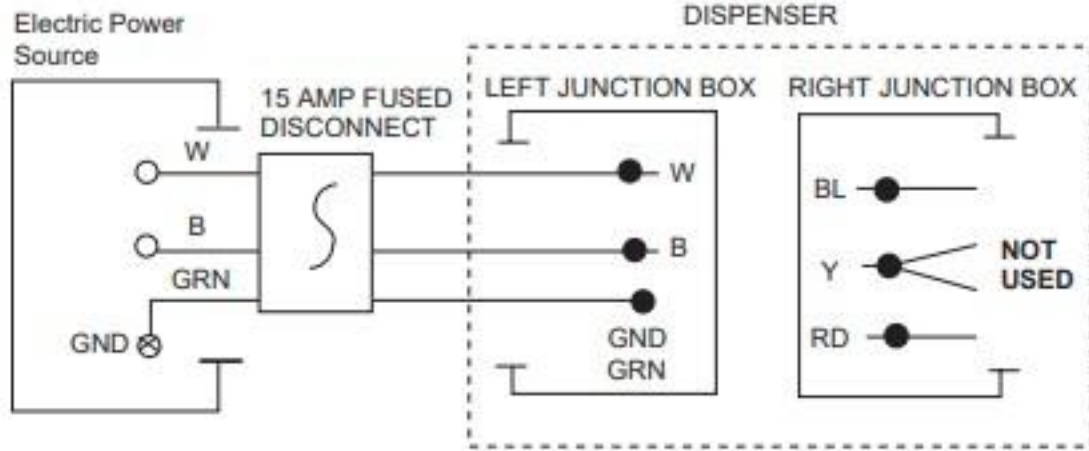 DISPENSER
Electric Power
Source
15 AMP FUSED
DISCONNECT
LEFT JUNCTION BOX
RIGHT JUNCTION BOX
W
B
GRN
GND
W
B
GND
GRN
BL
Y
RD
NOT
USED